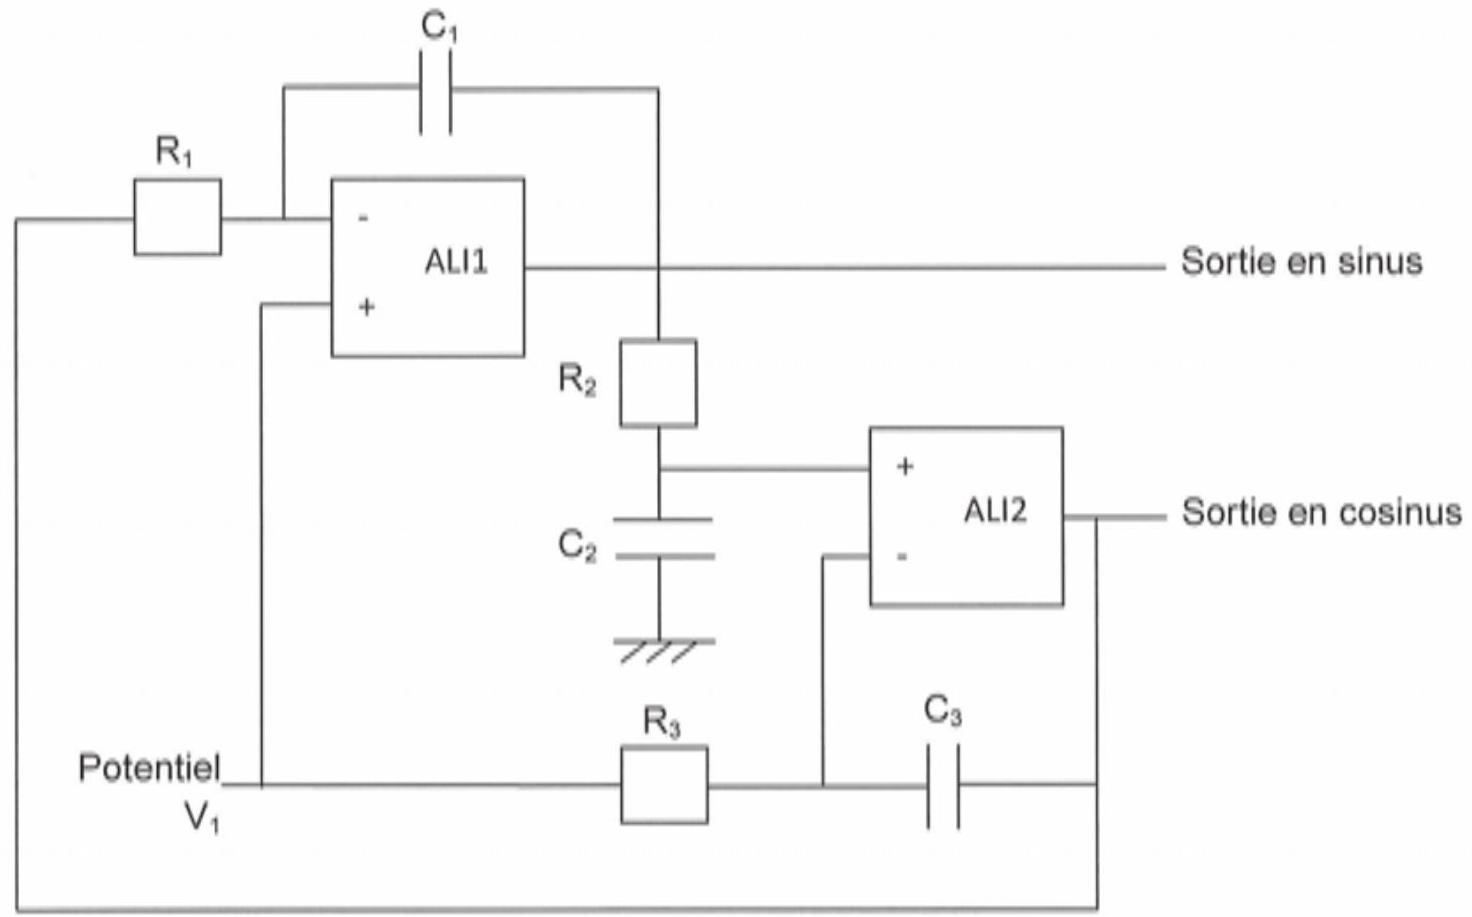 C₁
R₁
-
ALI1
+
Sortie en sinus
R₂
+
ALI2
-
Sortie en cosinus
C₂
R₃
C₃
Potentiel
V₁